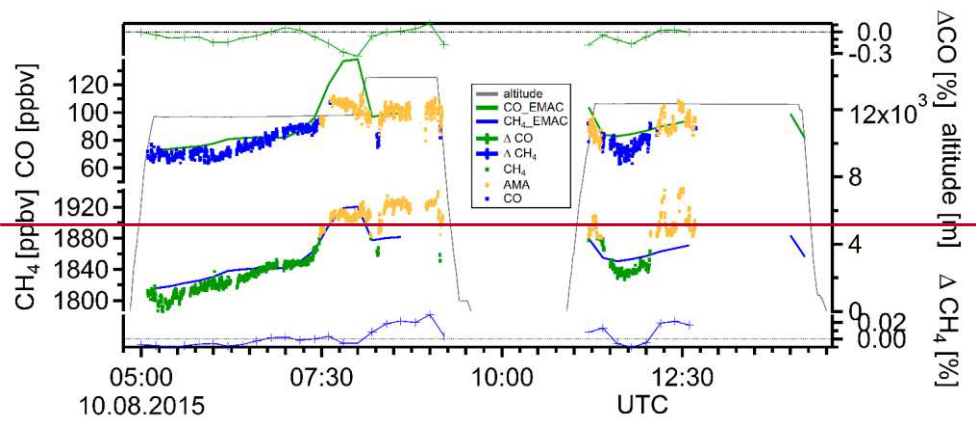 0.0
-0.3
ΔCO [%]
120
100
80
60
CO [ppbv]
altitude
CO_EMAC
CH₄_EMAC
Δ CO
Δ CH₄
CH₄
AMA
CO
12x10³
8
4
0
altitude [m]
1920
1880
1840
1800
CH₄ [ppbv]
0.02
0.00
Δ CH₄ [%]
05:00
07:30
10:00
12:30
10.08.2015
UTC